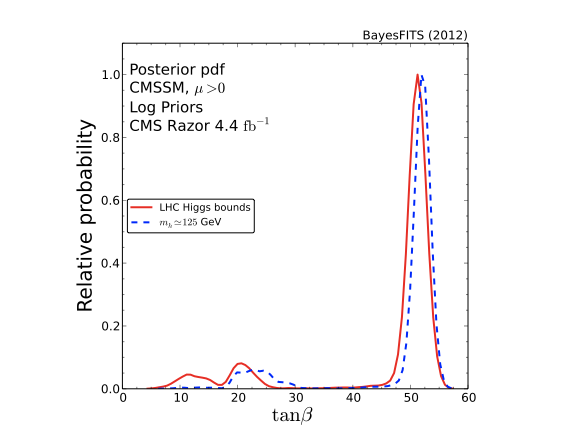 BayesFITS (2012)
Posterior pdf
CMSSM, μ >0
Log Priors
CMS Razor 4.4 fb⁻¹
LHC Higgs bounds
m_h ≃125 GeV
Relative probability
1.0
0.8
0.6
0.4
0.2
0.0
0 10 20 30 40 50 60
tanβ